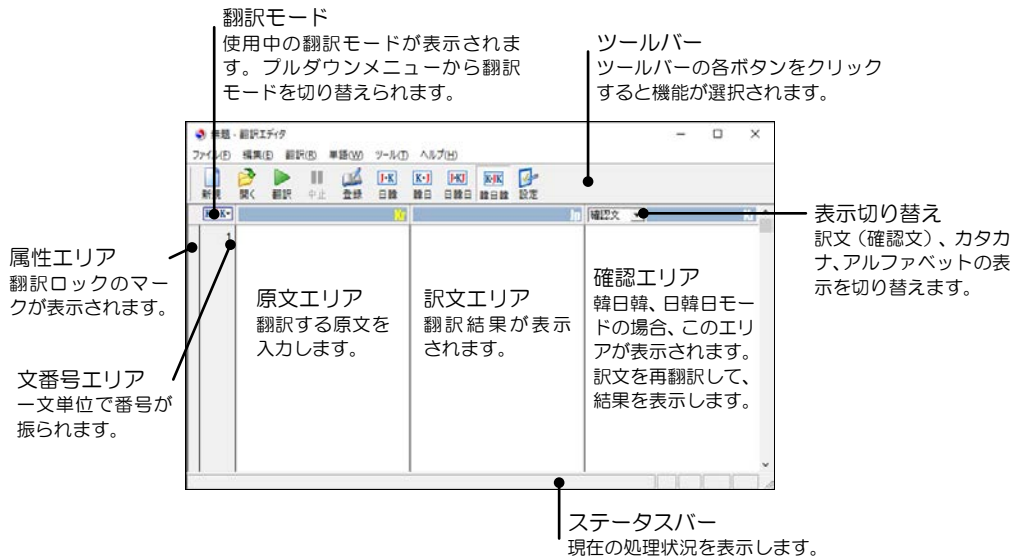 翻訳モード
使用中の翻訳モードが表示されま
す。プルダウンメニューから翻訳
モードを切り替えられます。
ツールバー
ツールバーの各ボタンをクリック
すると機能が選択されます。
無題 - 翻訳エディタ
ファイル(F) 編集(E) 翻訳(R) 単語(W) ツール(T) ヘルプ(H)
J•K K•J J•KJ K•JK
新規 開く 翻訳 中止 登録 日韓 韓日 日韓日 韓日韓 設定
確認文
1
表示切り替え
訳文（確認文）、カタカ
ナ、アルファベットの表
示を切り替えます。
属性エリア
翻訳ロックのマー
クが表示されます。
文番号エリア
一文単位で番号が
振られます。
原文エリア
翻訳する原文を
入力します。
訳文エリア
翻訳結果が表示
されます。
確認エリア
韓日韓、日韓日モー
ドの場合、このエリ
アが表示されます。
訳文を再翻訳して、
結果を表示します。
ステータスバー
現在の処理状況を表示します。